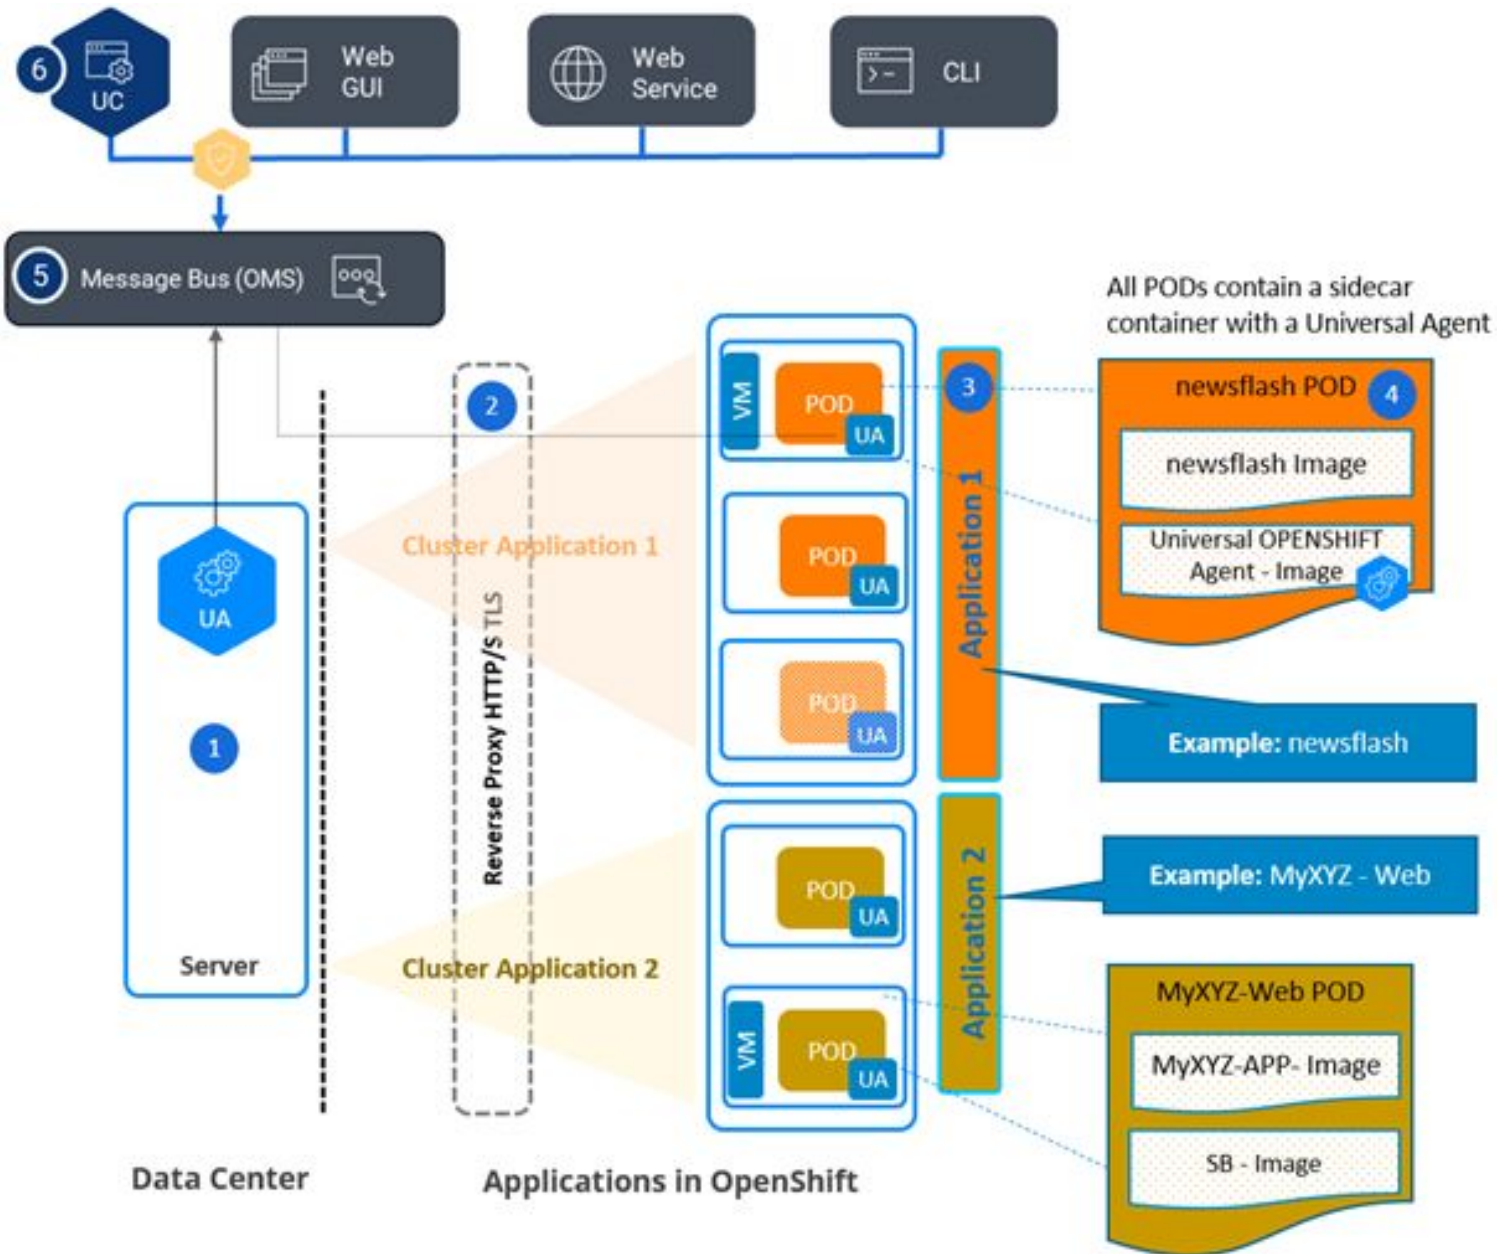 6
UC
Web
GUI
Web
Service
CLI
5
Message Bus (OMS)
All PODs contain a sidecar
container with a Universal Agent
2
VM
POD
UA
3
newsflash POD
4
newsflash Image
Universal OPENSHIFT
Agent - Image
Cluster Application 1
POD
UA
Application 1
UA
POD
UA
1
Reverse Proxy HTTP/S TLS
Example: newsflash
POD
UA
Application 2
Example: MyXYZ - Web
Server
Cluster Application 2
VM
POD
UA
MyXYZ-Web POD
MyXYZ-APP- Image
SB - Image
Data Center
Applications in OpenShift